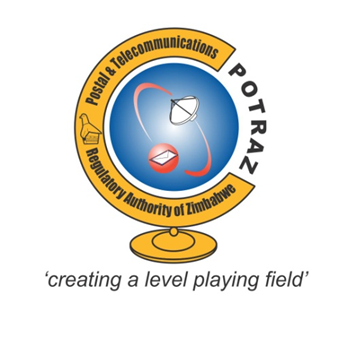 Postal & Telecommunications
Regulatory Authority of Zimbabwe
POTRAZ
‘creating a level playing field’